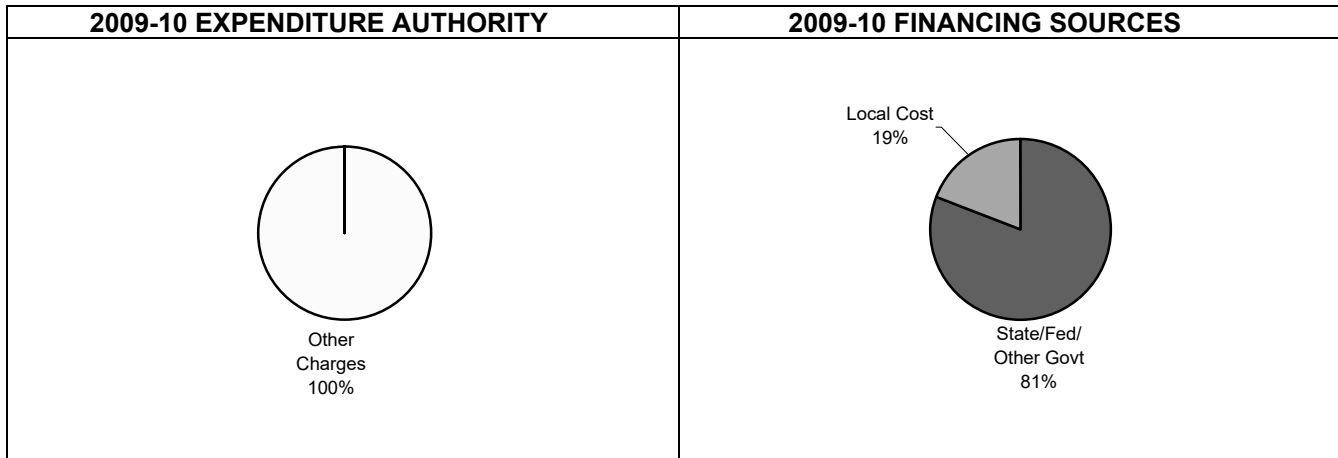 2009-10 EXPENDITURE AUTHORITY
2009-10 FINANCING SOURCES
Other
Charges
100%
Local Cost
19%
State/Fed/
Other Govt
81%